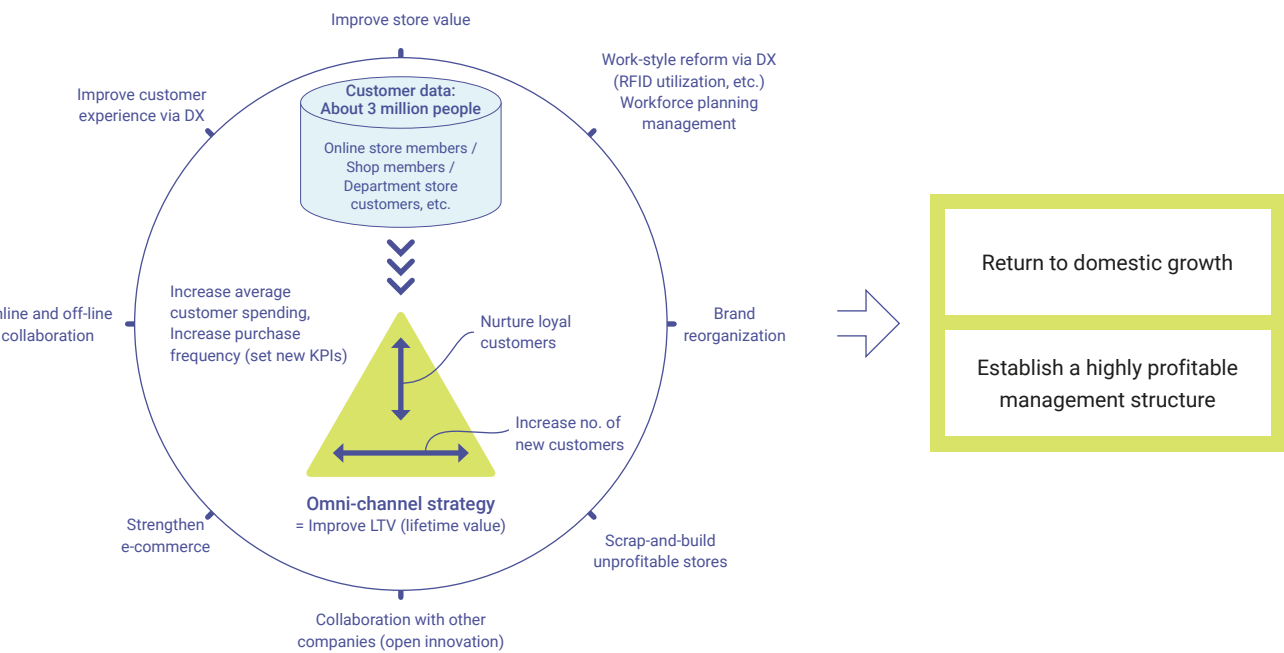 Improve store value
Work-style reform via DX
(RFID utilization, etc.)
Workforce planning
management
Improve customer
experience via DX
Customer data:
About 3 million people
Online store members /
Shop members /
Department store
customers, etc.
Increase average
customer spending,
Increase purchase
frequency (set new KPIs)
Nurture loyal
customers
and off-line
collaboration
Brand
reorganization
Increase no. of
new customers
Omni-channel strategy
= Improve LTV (lifetime value)
Strengthen
e-commerce
Scrap-and-build
unprofitable stores
Collaboration with other
companies (open innovation)
Return to domestic growth
Establish a highly profitable
management structure